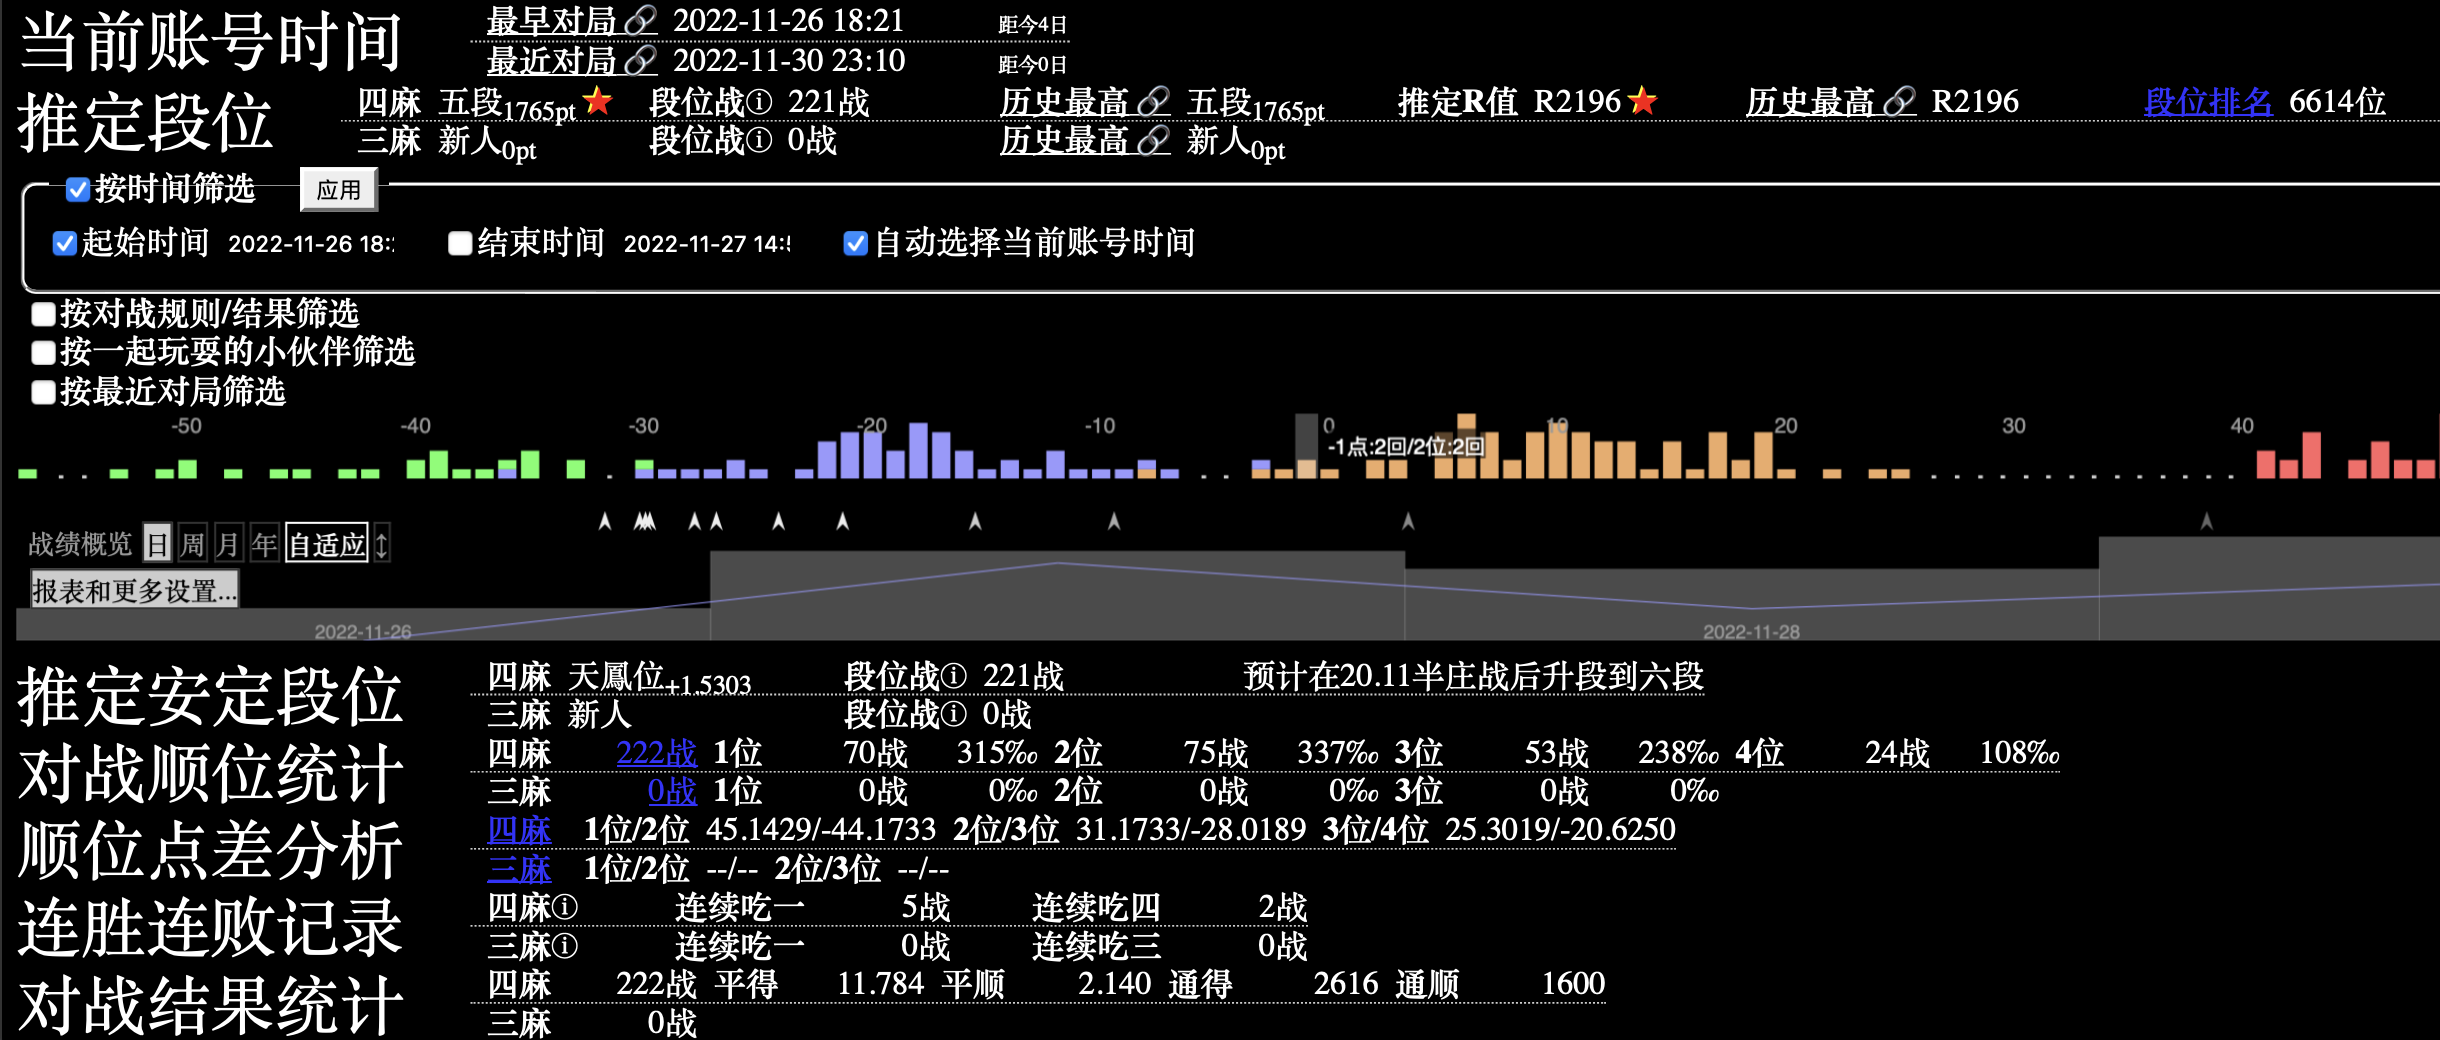 当前账号时间 最早对局🔗 2022-11-26 18:21 距今4日
最近对局🔗 2022-11-30 23:10 距今0日
推定段位 四麻 五段1765pt 段位战ⓘ 221战 历史最高🔗 五段1765pt 推定R值 R2196 历史最高🔗 R2196 段位排名 6614位
三麻 新人0pt 段位战ⓘ 0战 历史最高🔗 新人0pt
按时间筛选 应用
起始时间 2022-11-26 18: 结束时间 2022-11-27 14: 自动选择当前账号时间
按对战规则/结果筛选
按一起玩耍的小伙伴筛选
按最近对局筛选
-50 -40 -30 -20 -10 0 10 20 30 40
-1点:2回/2位:2回
战绩概览 日 周 月 年 自适应 ↕
报表和更多设置...
2022-11-26 2022-11-28
推定安定段位 四麻 天鳳位+1.5303 段位战ⓘ 221战 预计在20.11半庄战后升段到六段
三麻 新人 段位战ⓘ 0战
对战顺位统计 四麻 222战 1位 70战 315‰ 2位 75战 337‰ 3位 53战 238‰ 4位 24战 108‰
三麻 0战 1位 0战 0‰ 2位 0战 0‰ 3位 0战 0‰
顺位点差分析 四麻 1位/2位 45.1429/-44.1733 2位/3位 31.1733/-28.0189 3位/4位 25.3019/-20.6250
三麻 1位/2位 --/-- 2位/3位 --/--
连胜连败记录 四麻ⓘ 连续吃一 5战 连续吃四 2战
三麻ⓘ 连续吃一 0战 连续吃三 0战
对战结果统计 四麻 222战 平得 11.784 平顺 2.140 通得 2616 通顺 1600
三麻 0战